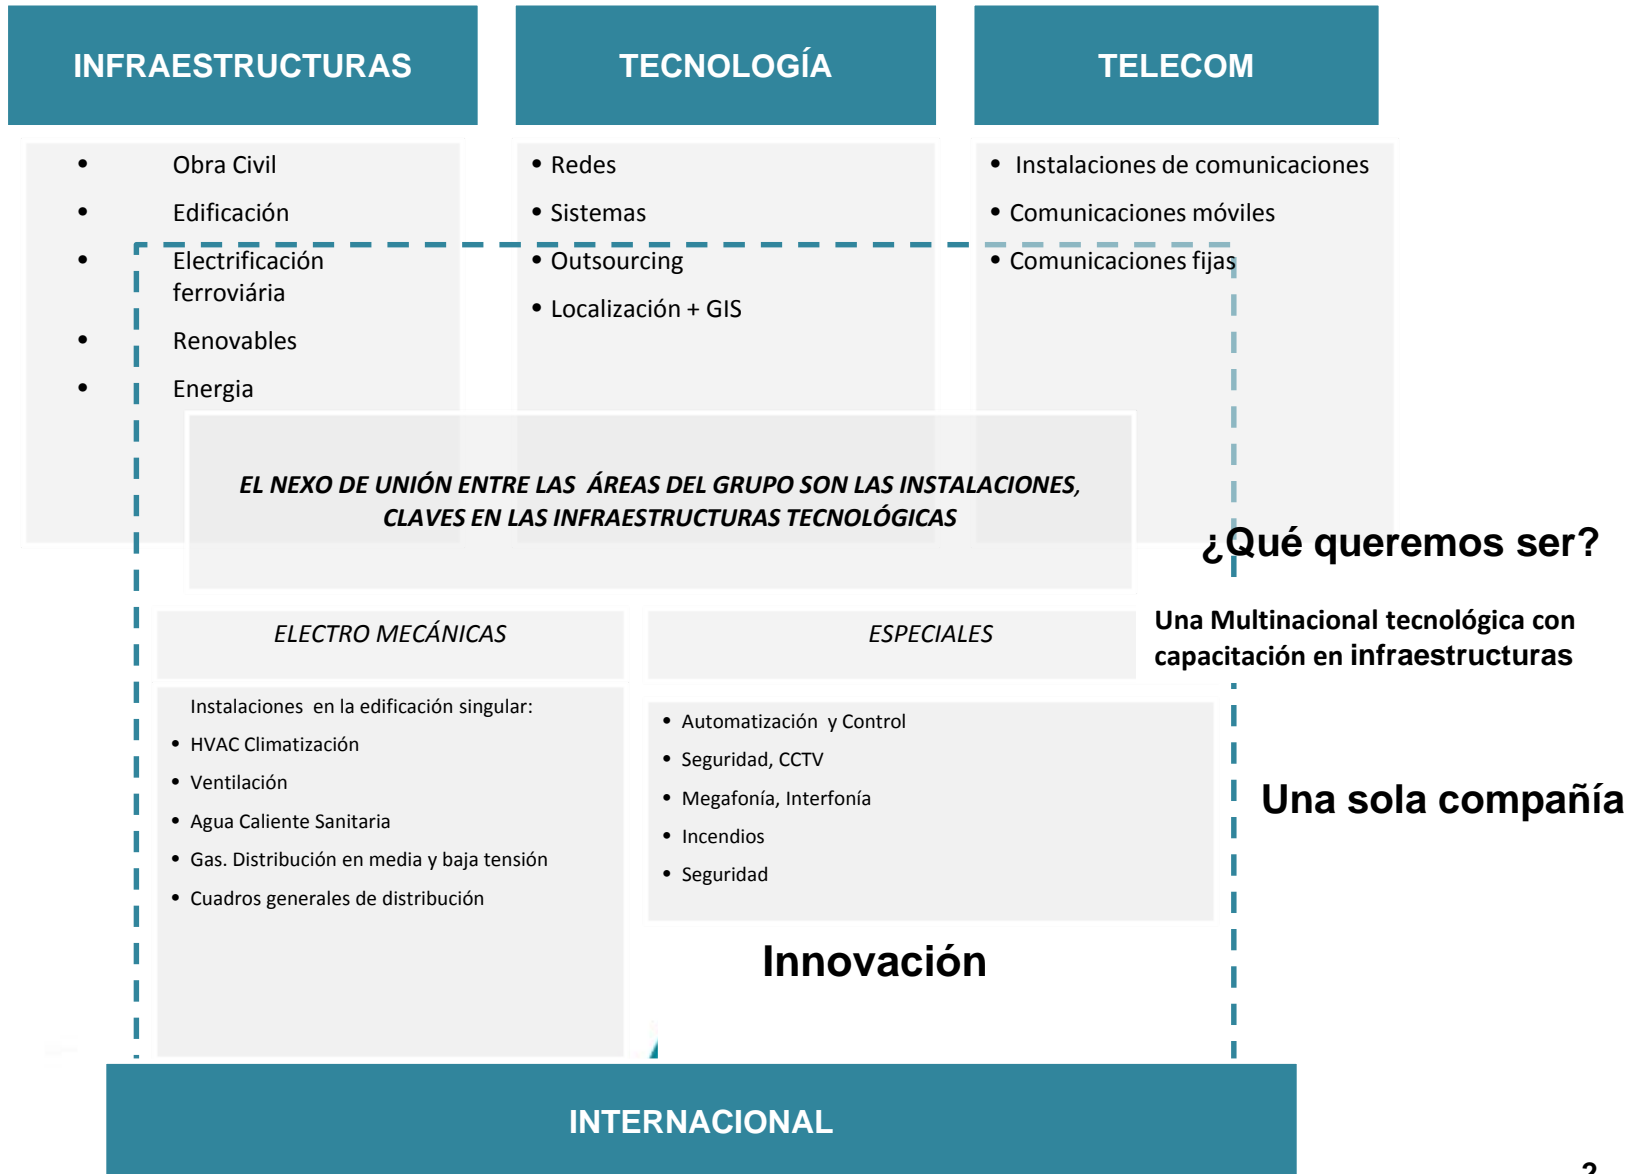 INFRAESTRUCTURAS
• Obra Civil
• Edificación
• Electrificación
ferroviária
• Renovables
• Energia
TECNOLOGÍA
• Redes
• Sistemas
• Outsourcing
• Localización + GIS
TELECOM
• Instalaciones de comunicaciones
• Comunicaciones móviles
• Comunicaciones fijas
EL NEXO DE UNIÓN ENTRE LAS ÁREAS DEL GRUPO SON LAS INSTALACIONES,
CLAVES EN LAS INFRAESTRUCTURAS TECNOLÓGICAS
¿Qué queremos ser?
Una Multinacional tecnológica con
capacitación en infraestructuras
ELECTRO MECÁNICAS
Instalaciones en la edificación singular:
• HVAC Climatización
• Ventilación
• Agua Caliente Sanitaria
• Gas. Distribución en media y baja tensión
• Cuadros generales de distribución
ESPECIALES
• Automatización y Control
• Seguridad, CCTV
• Megafonía, Interfonía
• Incendios
• Seguridad
Una sola compañía
Innovación
INTERNACIONAL
2